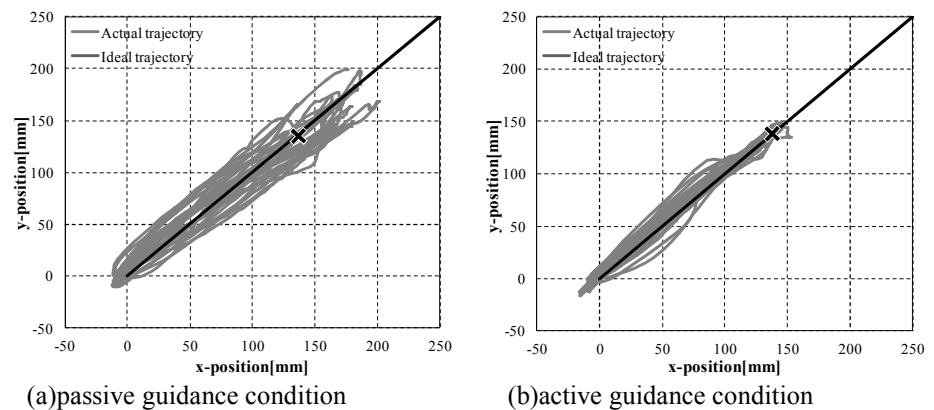 250
200
150
100
50
0
-50
-50 0 50 100 150 200 250
y-position[mm]
x-position[mm]
Actual trajectory
Ideal trajectory
(a)passive guidance condition
250
200
150
100
50
0
-50
-50 0 50 100 150 200 250
y-position[mm]
x-position[mm]
Actual trajectory
Ideal trajectory
(b)active guidance condition